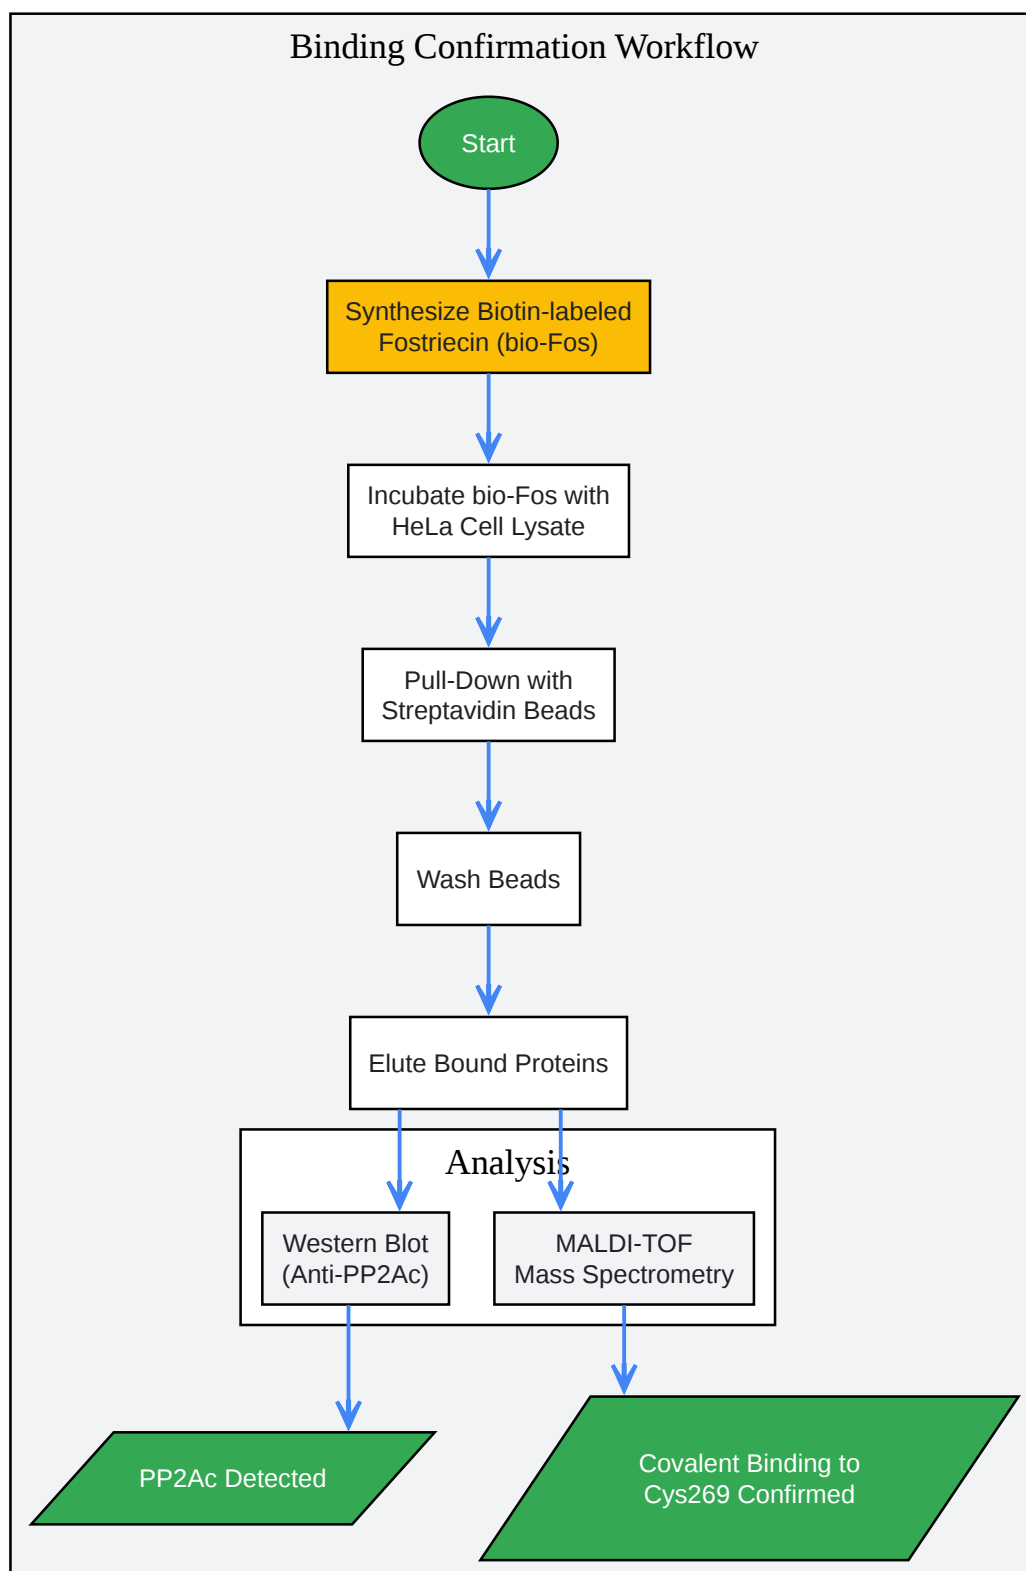 Binding Confirmation Workflow
Start
Synthesize Biotin-labeled
Fostriecin (bio-Fos)
Incubate bio-Fos with
HeLa Cell Lysate
Pull-Down with
Streptavidin Beads
Wash Beads
Elute Bound Proteins
Analysis
Western Blot
(Anti-PP2Ac)
MALDI-TOF
Mass Spectrometry
PP2Ac Detected
Covalent Binding to
Cys269 Confirmed